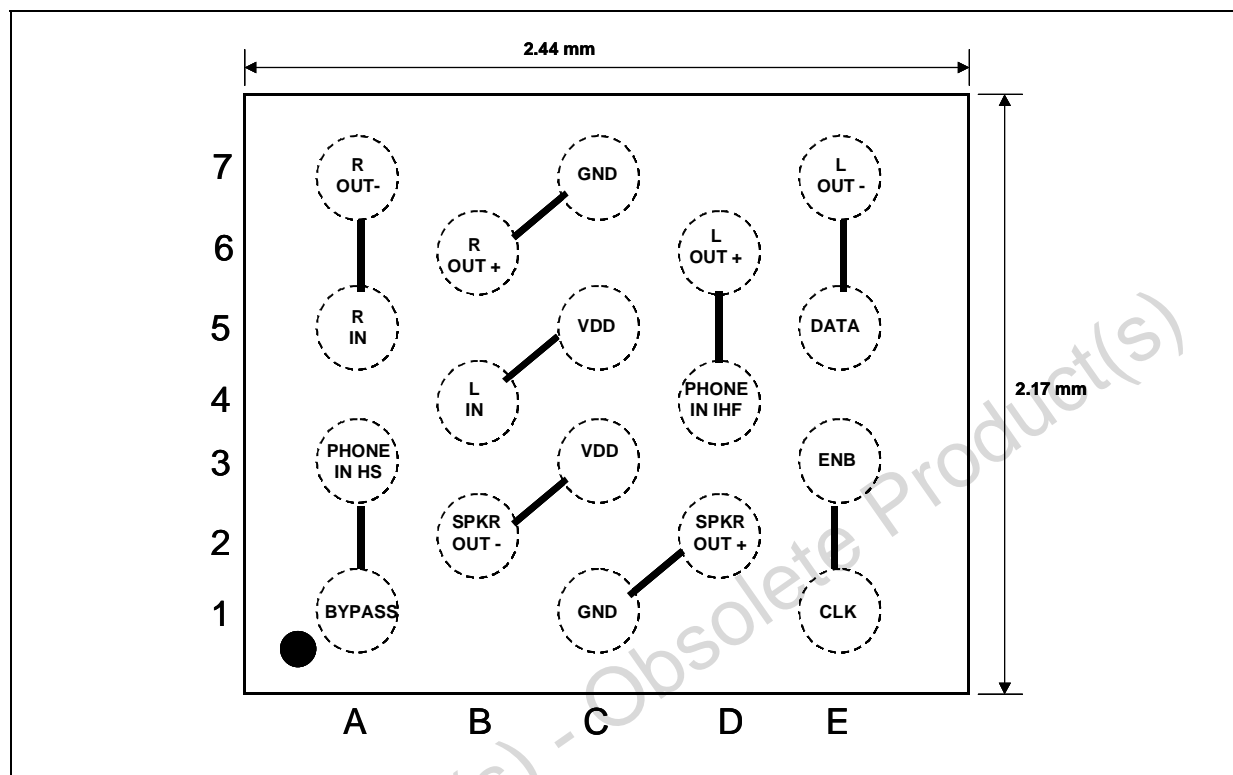 2.44 mm
7
R
OUT-
GND
L
OUT -
6
R
OUT +
L
OUT +
5
R
IN
VDD
DATA
2.17 mm
4
L
IN
PHONE
IN IHF
3
PHONE
IN HS
VDD
ENB
2
SPKR
OUT -
SPKR
OUT +
1
BYPASS
GND
CLK
A B C D E
(s) - Obsolete Product(s)